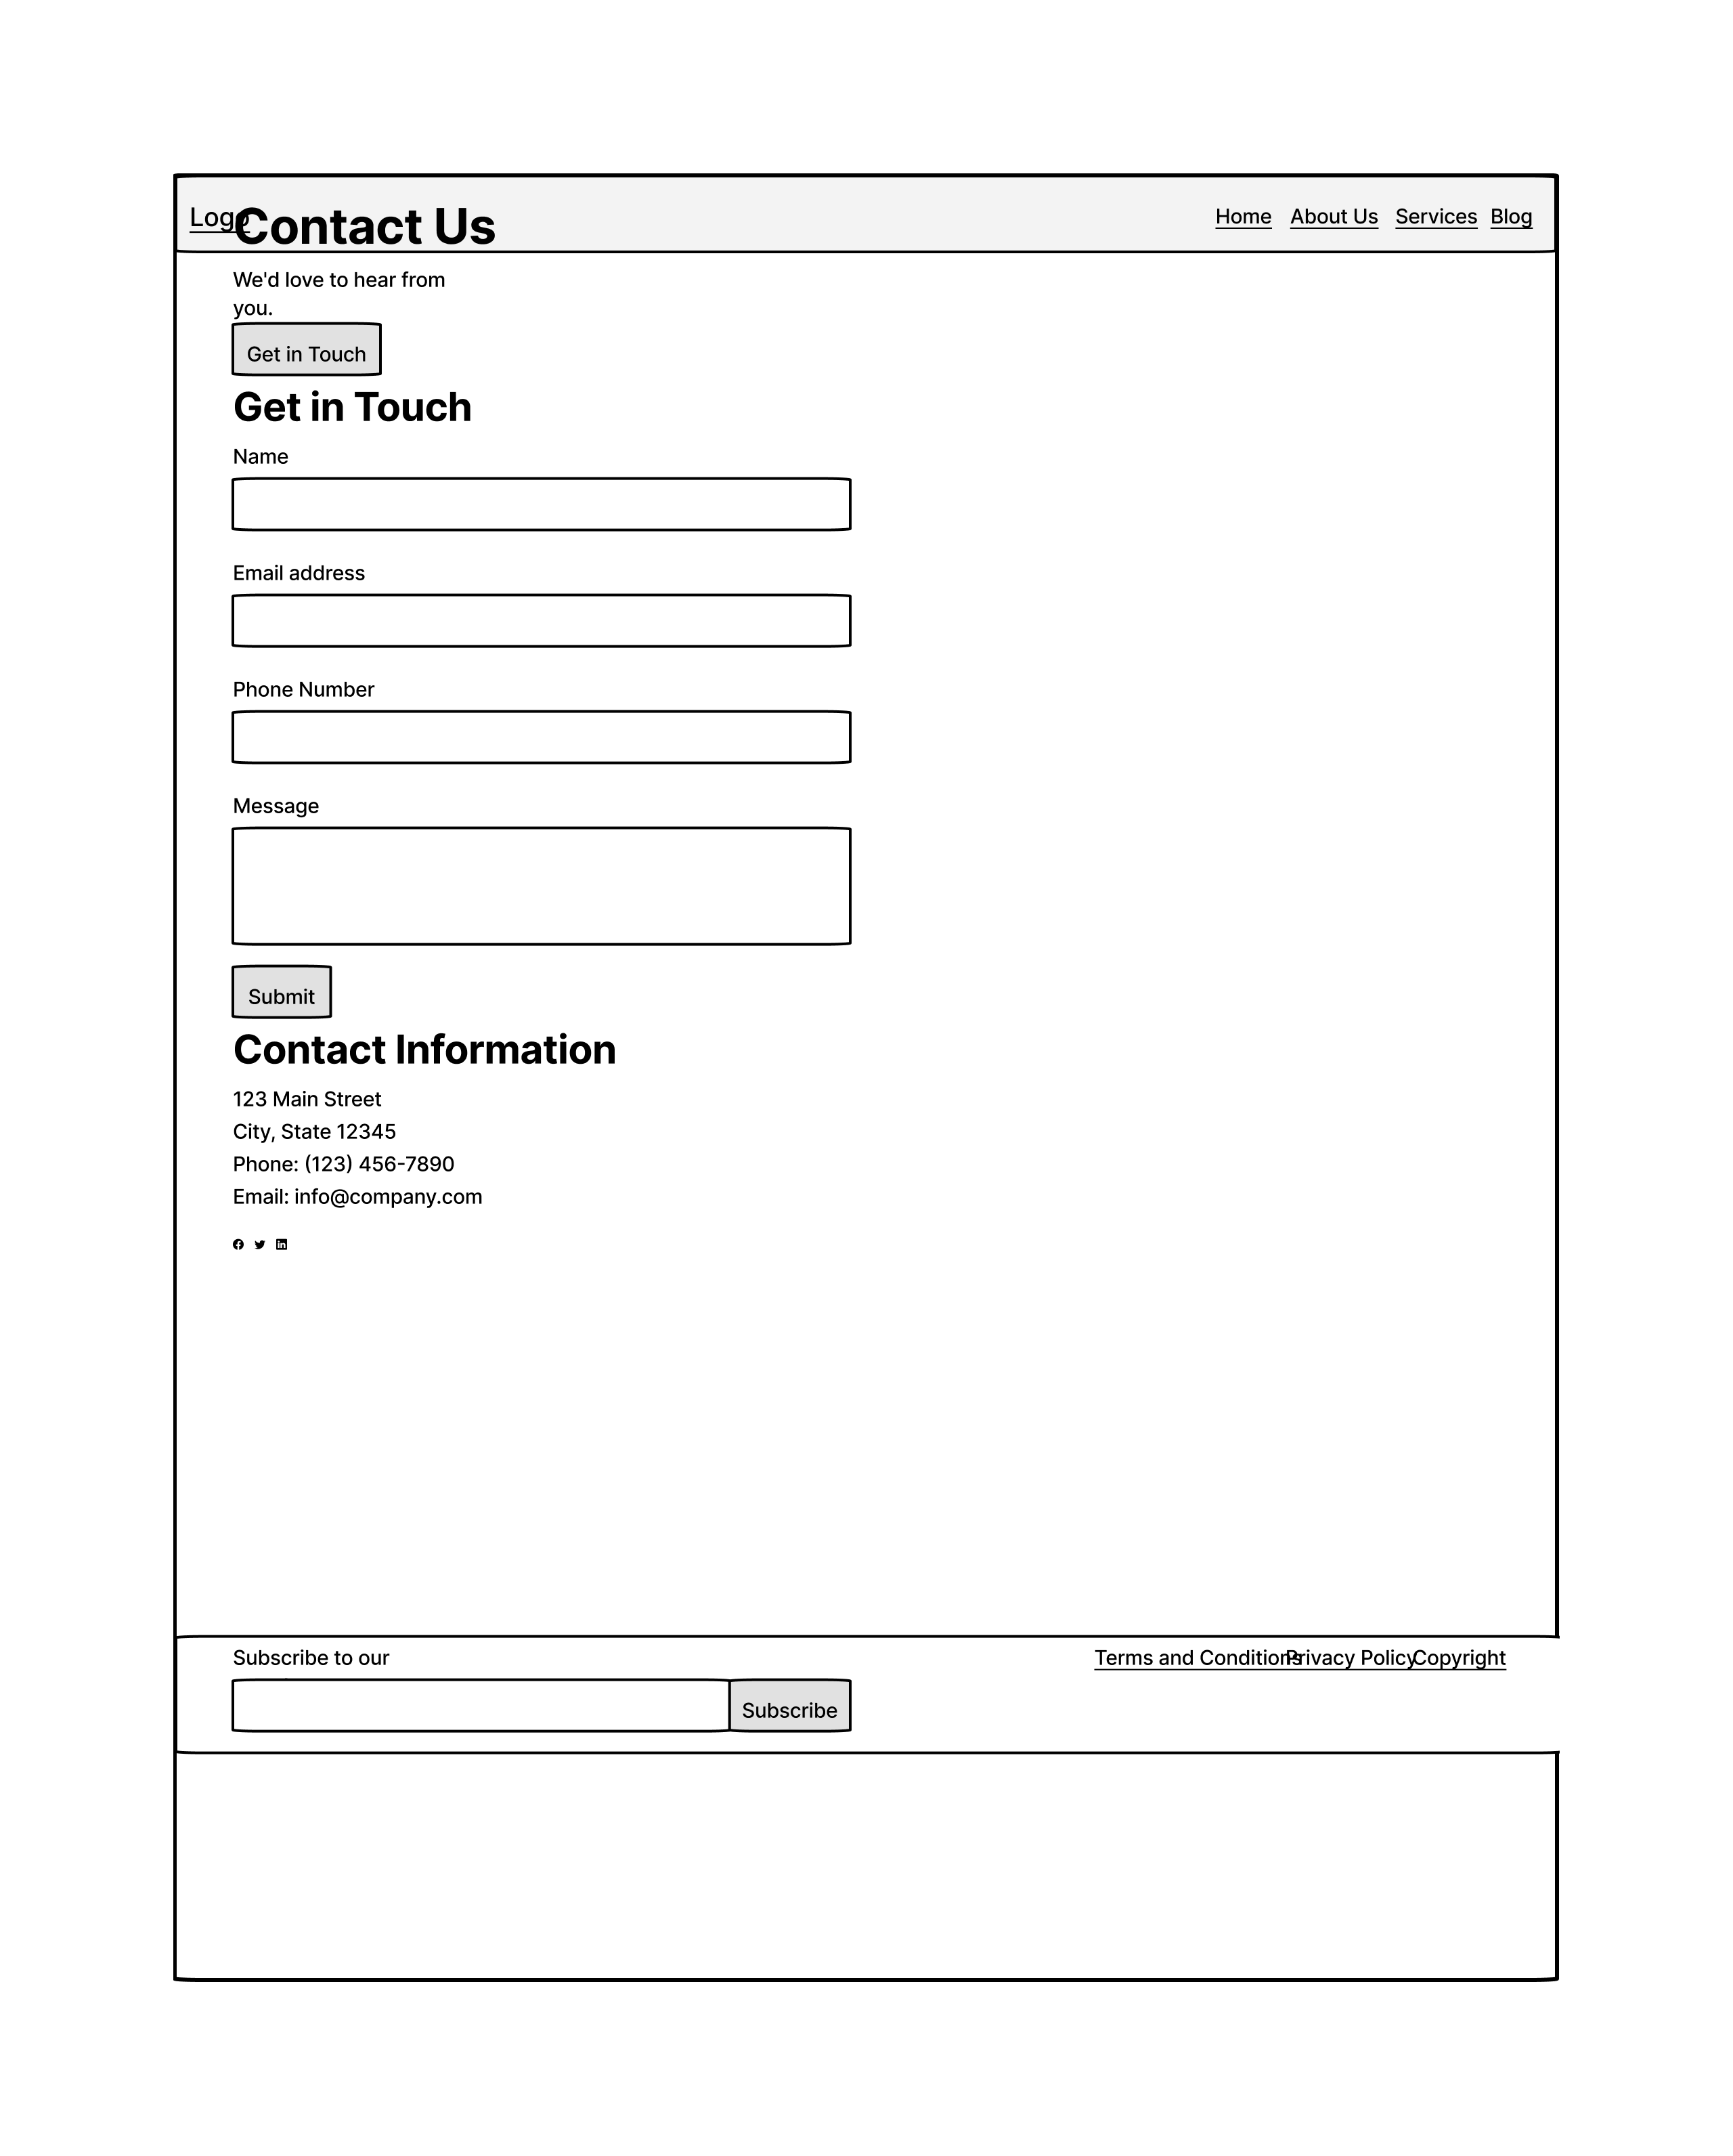 Logo
Contact Us
Home About Us Services Blog
We'd love to hear from
you.
Get in Touch
Get in Touch
Name
Email address
Phone Number
Message
Submit
Contact Information
123 Main Street
City, State 12345
Phone: (123) 456-7890
Email: info@company.com
Subscribe to our
Terms and Conditions Privacy Policy Copyright
Subscribe